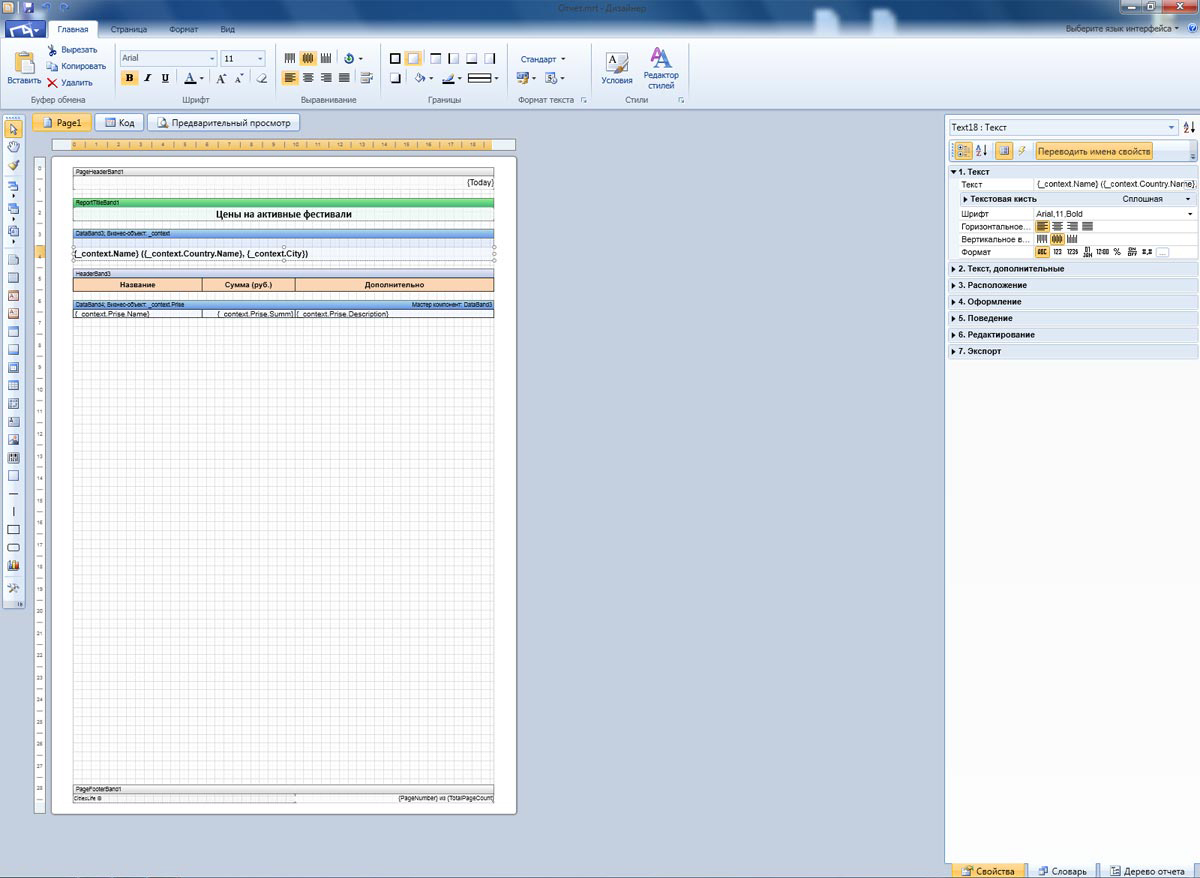 Отчет.mrt - Дизайнер
Главная Страница Формат Вид
Выберите язык интерфейса
Вставить
Вырезать
Копировать
Удалить
Arial 11
B I U A
Стандарт
Условия
Редактор стилей
Буфер обмена Шрифт Выравнивание Границы Формат текста Стили
Page1 Код Предварительный просмотр
PageHeaderBand1
{Today}
ReportTitleBand1
Цены на активные фестивали
DataBand3; Бизнес-объект: _context
{_context.Name} ({_context.Country.Name}, {_context.City})
HeaderBand3
Название Сумма (руб.) Дополнительно
DataBand4; Бизнес-объект: _context.Prise Мастер компонент: DataBand3
{_context.Prise.Name} {_context.Prise.Summ} {_context.Prise.Description}
PageFooterBand1
CitiesLife © {PageNumber} из {TotalPageCount}
Text18 : Текст
Переводить имена свойств
1. Текст
Текст {_context.Name} ({_context.Country.Name},
Текстовая кисть Сплошная
Шрифт Arial,11,Bold
Горизонтальное...
Вертикальное в...
Формат
2. Текст, дополнительные
3. Расположение
4. Оформление
5. Поведение
6. Редактирование
7. Экспорт
Свойства Словарь Дерево отчета